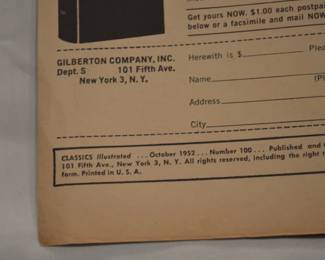 Get yours NOW. $1.00 each postpai
below or a facsimile and mail NOW
GILBERTON COMPANY, INC.
Dept. S 101 Fifth Ave.
New York 3, N. Y.
Herewith is $
Name
Address
City
CLASSICS Illustrated . . . October 1952 . . . Number 100 . . . Published and
101 Fifth Ave., New York 3, N. Y. All rights reserved, including the right t
form. Printed in U. S. A.